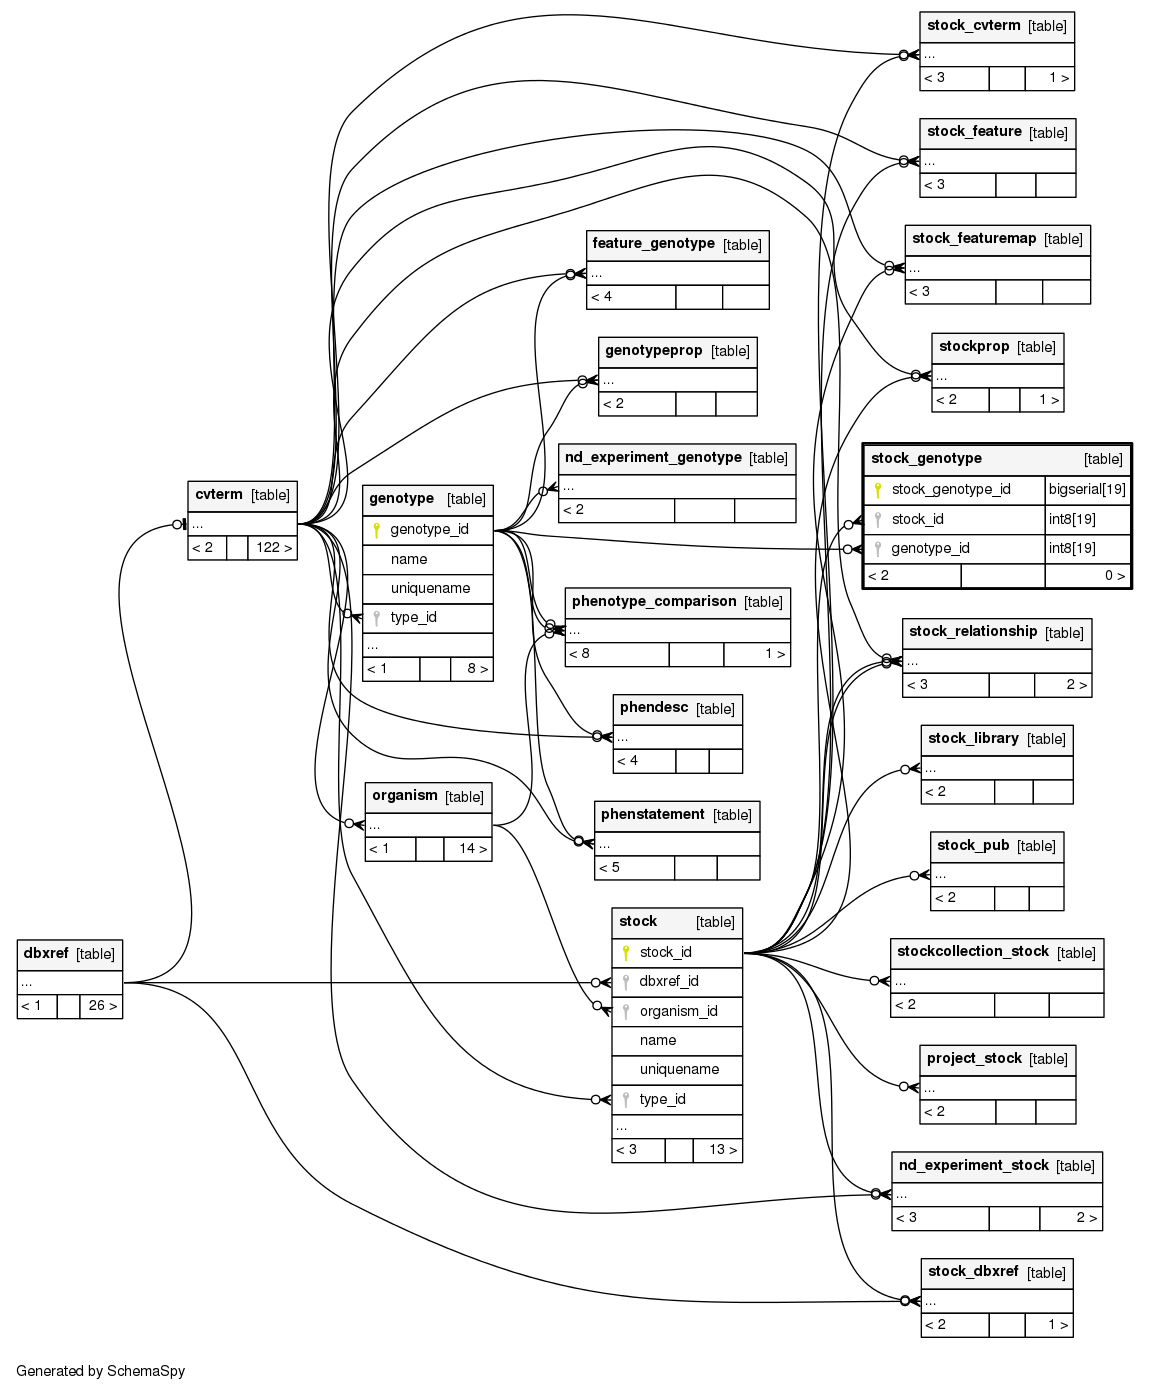 stock_cvterm [table]
...
< 3 1 >
stock_feature [table]
...
< 3
stock_featuremap [table]
...
< 3
feature_genotype [table]
...
< 4
stockprop [table]
...
< 2 1 >
genotypeprop [table]
...
< 2
nd_experiment_genotype [table]
...
< 2
stock_genotype [table]
stock_genotype_id bigserial[19]
stock_id int8[19]
genotype_id int8[19]
< 2 0 >
cvterm [table]
...
< 2 122 >
genotype [table]
genotype_id
name
uniquename
type_id
...
< 1 8 >
phenotype_comparison [table]
...
< 8 1 >
stock_relationship [table]
...
< 3 2 >
phendesc [table]
...
< 4
stock_library [table]
...
< 2
organism [table]
...
< 1 14 >
phenstatement [table]
...
< 5
stock_pub [table]
...
< 2
stock [table]
stock_id
dbxref_id
organism_id
name
uniquename
type_id
...
< 3 13 >
dbxref [table]
...
< 1 26 >
stockcollection_stock [table]
...
< 2
project_stock [table]
...
< 2
nd_experiment_stock [table]
...
< 3 2 >
stock_dbxref [table]
...
< 2 1 >
Generated by SchemaSpy